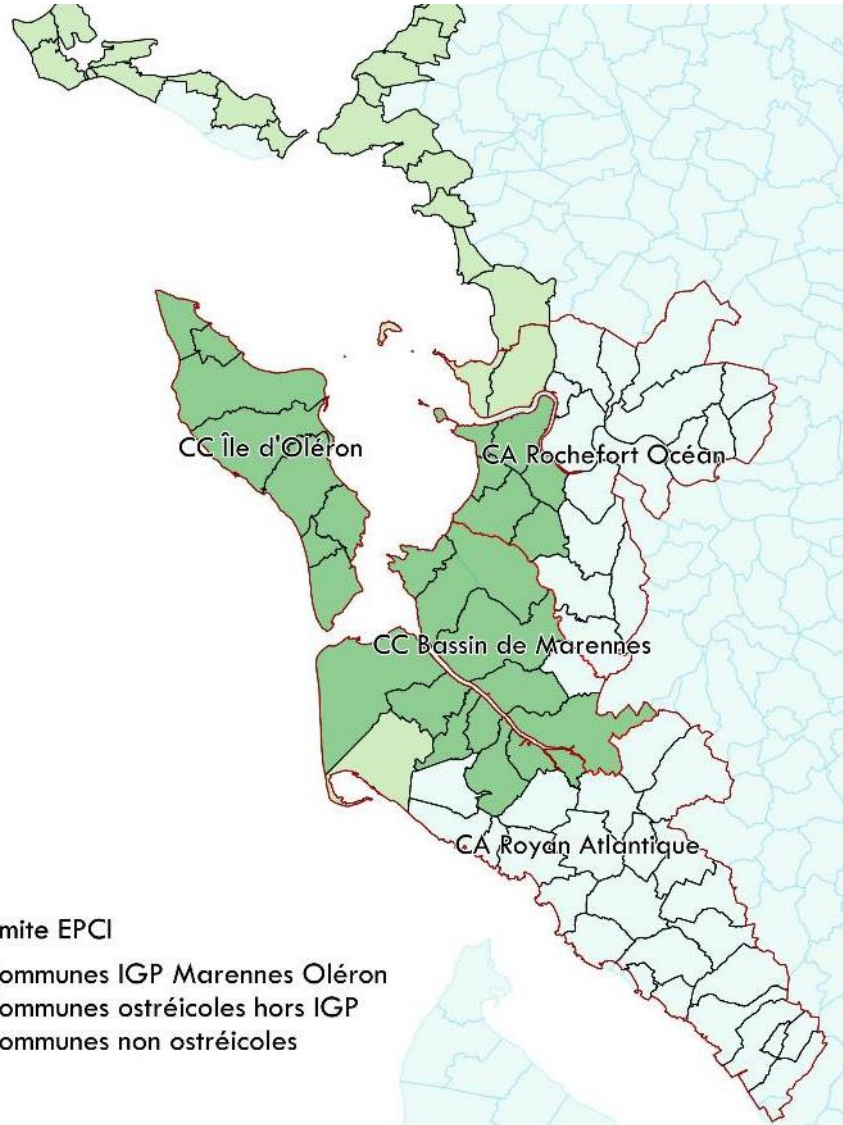 CC Île d'Oléron
CA Rochefort Océan
CC Bassin de Marennes
CA Royan Atlantique
mite EPCI
ommunes IGP Marennes Oléron
ommunes ostréicoles hors IGP
ommunes non ostréicoles